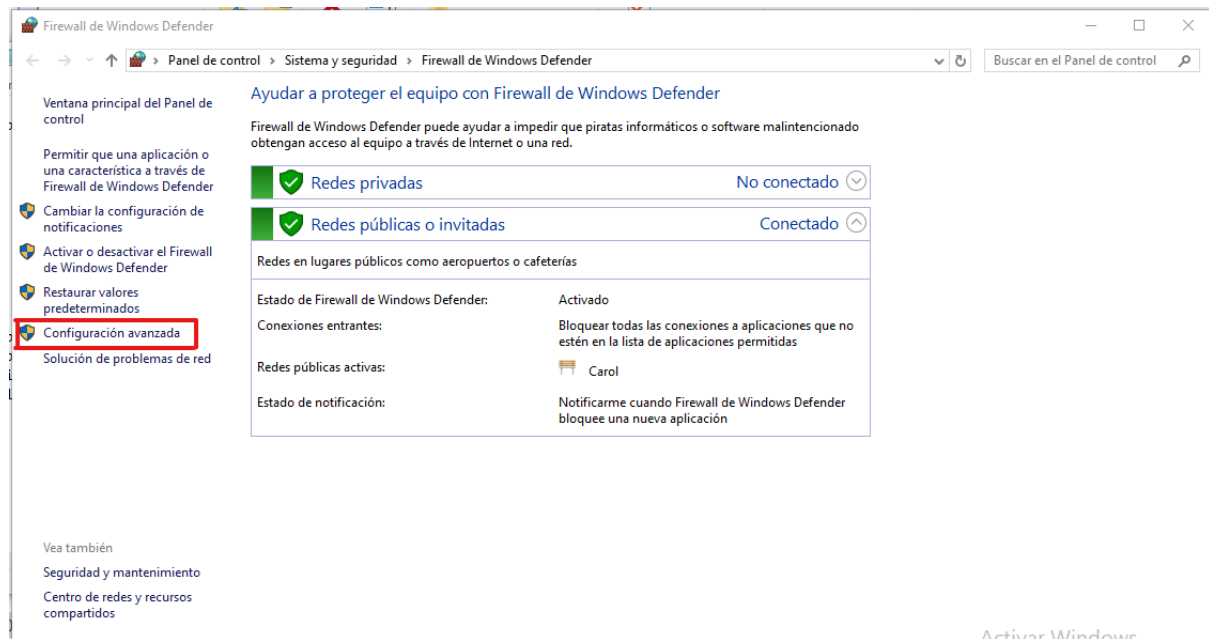 Firewall de Windows Defender
Panel de control > Sistema y seguridad > Firewall de Windows Defender
Buscar en el Panel de control
Ventana principal del Panel de
control
Permitir que una aplicación o
una característica a través de
Firewall de Windows Defender
Cambiar la configuración de
notificaciones
Activar o desactivar el Firewall
de Windows Defender
Restaurar valores
predeterminados
Configuración avanzada
Solución de problemas de red
Ayudar a proteger el equipo con Firewall de Windows Defender
Firewall de Windows Defender puede ayudar a impedir que piratas informáticos o software malintencionado
obtengan acceso al equipo a través de Internet o una red.
Redes privadas No conectado
Redes públicas o invitadas Conectado
Redes en lugares públicos como aeropuertos o cafeterías
Estado de Firewall de Windows Defender: Activado
Conexiones entrantes: Bloquear todas las conexiones a aplicaciones que no
estén en la lista de aplicaciones permitidas
Redes públicas activas: Carol
Estado de notificación: Notificarme cuando Firewall de Windows Defender
bloquee una nueva aplicación
Vea también
Seguridad y mantenimiento
Centro de redes y recursos
compartidos
Activar Windows